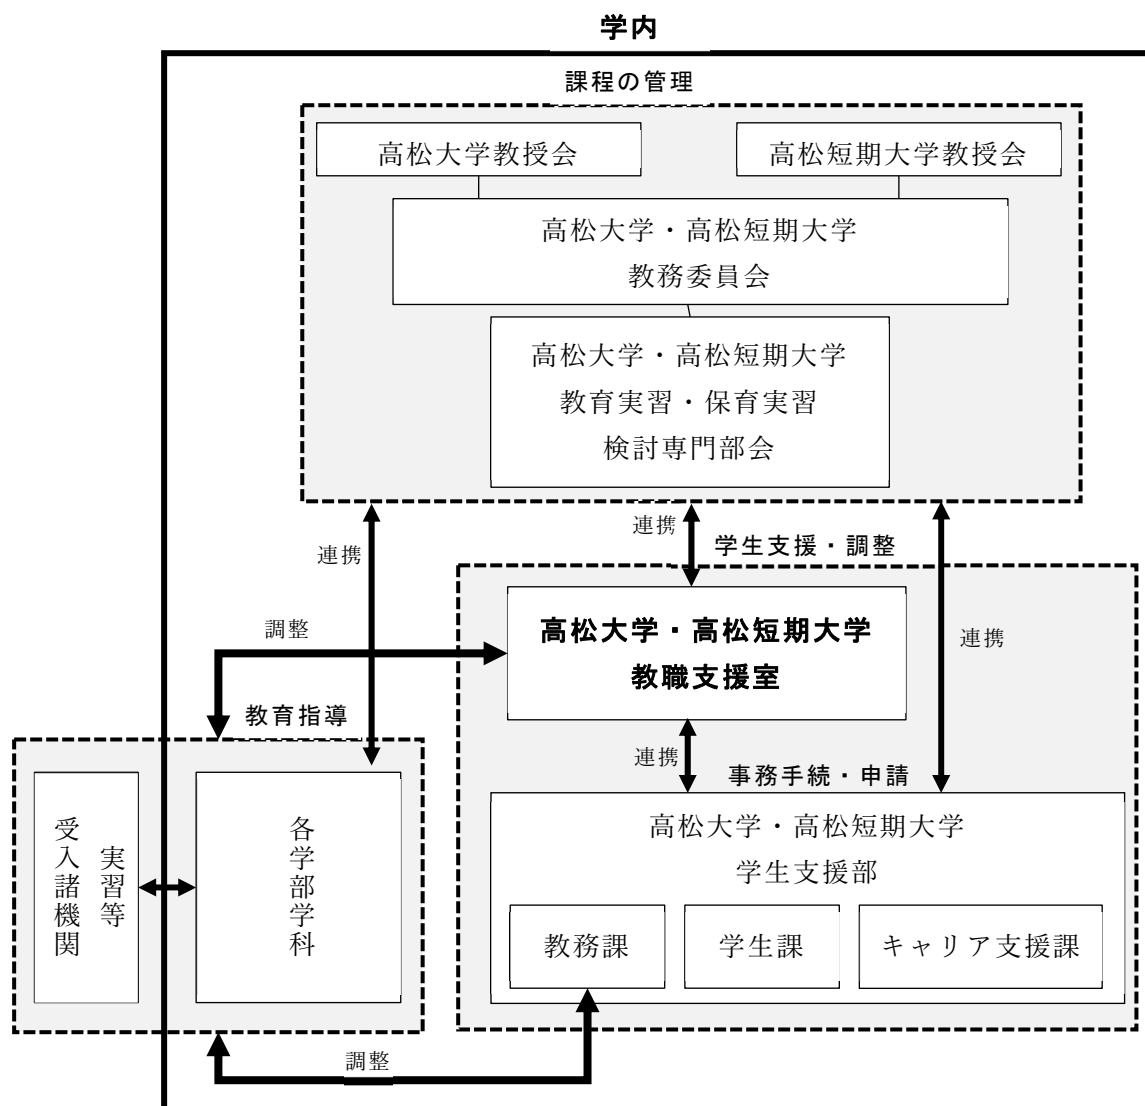 学内
課程の管理
高松大学教授会
高松短期大学教授会
高松大学・高松短期大学
教務委員会
高松大学・高松短期大学
教育実習・保育実習
検討専門部会
連携
連携
学生支援・調整
連携
調整
高松大学・高松短期大学
教職支援室
教育指導
連携
事務手続・申請
実習等
受入諸機関
各学部学科
高松大学・高松短期大学
学生支援部
教務課
学生課
キャリア支援課
調整